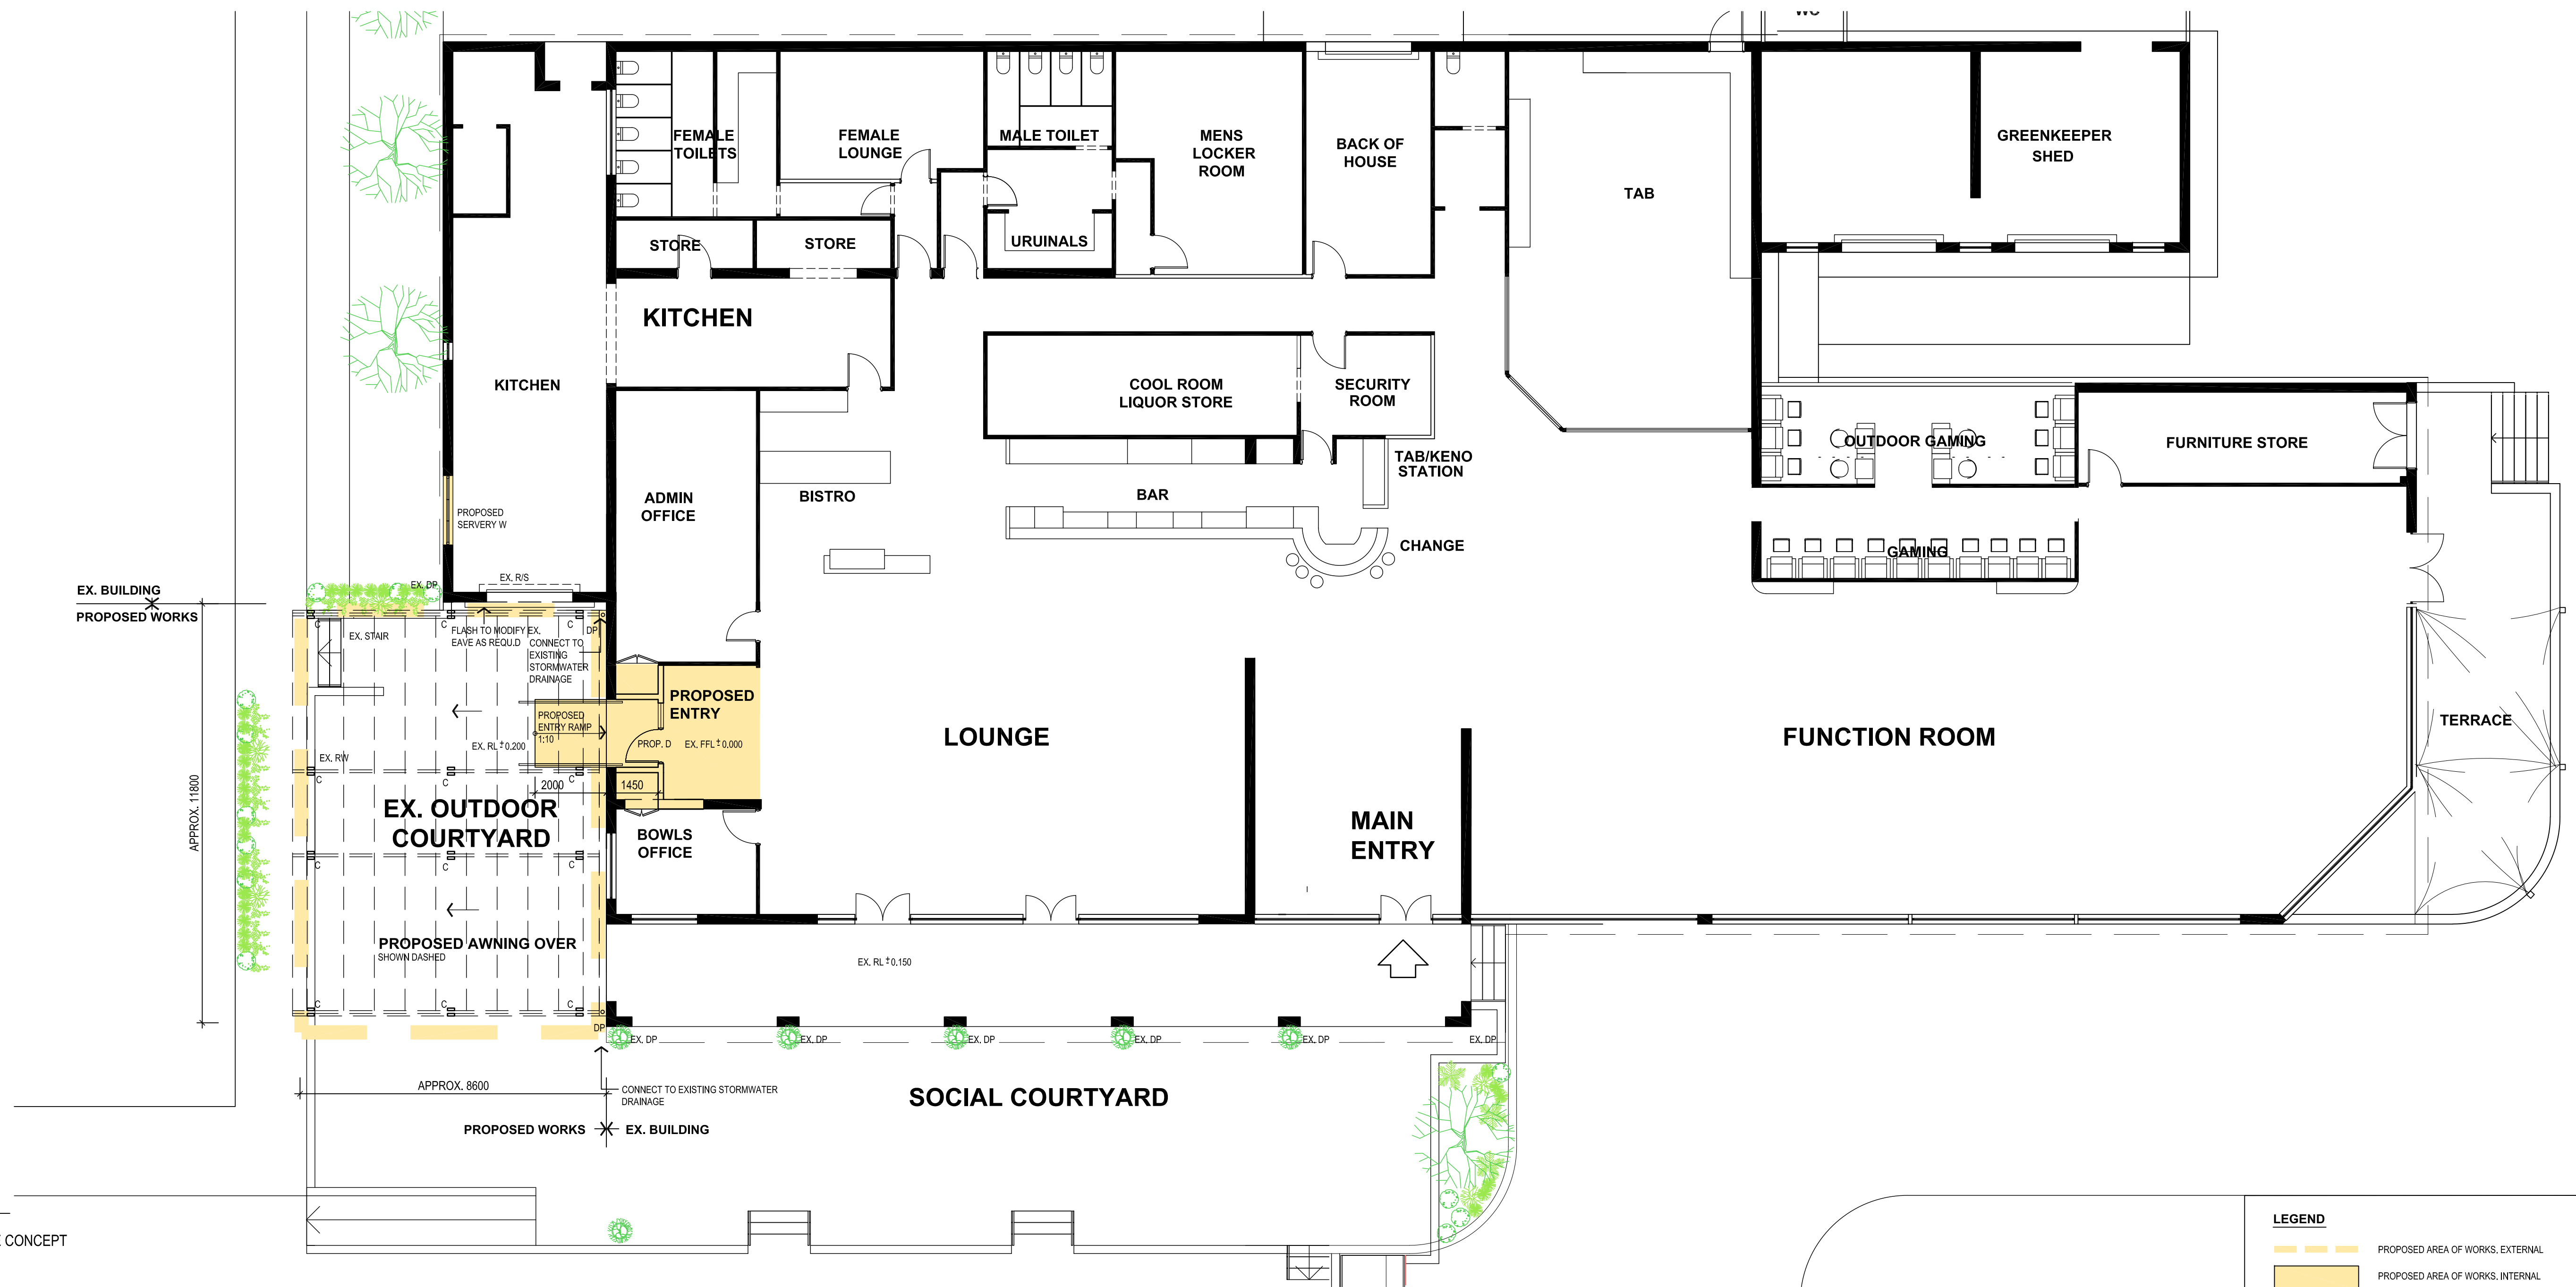 WC
FEMALE
TOILETS
FEMALE
LOUNGE
MALE TOILET
MENS
LOCKER
ROOM
BACK OF
HOUSE
TAB
GREENKEEPER
SHED
STORE
STORE
URUINALS
KITCHEN
KITCHEN
COOL ROOM
LIQUOR STORE
SECURITY
ROOM
OUTDOOR GAMING
FURNITURE STORE
TAB/KENO
STATION
ADMIN
OFFICE
BISTRO
BAR
PROPOSED
SERVERY W
CHANGE
GAMING
EX. R/S
EX. DP
EX. BUILDING
PROPOSED WORKS
C
C
C
DP
EX. STAIR
FLASH TO MODIFY EX.
EAVE AS REQU.D
CONNECT TO
EXISTING
STORMWATER
DRAINAGE
PROPOSED
ENTRY
PROPOSED
ENTRY RAMP
1:10
EX. RL ± 0.200
PROP. D
EX. FFL ± 0.000
LOUNGE
FUNCTION ROOM
TERRACE
EX. RW
C
C
C
2000
1450
APPROX. 11800
EX. OUTDOOR
COURTYARD
BOWLS
OFFICE
MAIN
ENTRY
C
C
C
PROPOSED AWNING OVER
SHOWN DASHED
EX. RL ± 0.150
C
C
C
DP
EX. DP
EX. DP
EX. DP
EX. DP
EX. DP
EX. DP
APPROX. 8600
CONNECT TO EXISTING STORMWATER
DRAINAGE
SOCIAL COURTYARD
PROPOSED WORKS
EX. BUILDING
CONCEPT
LEGEND
PROPOSED AREA OF WORKS. EXTERNAL
PROPOSED AREA OF WORKS. INTERNAL